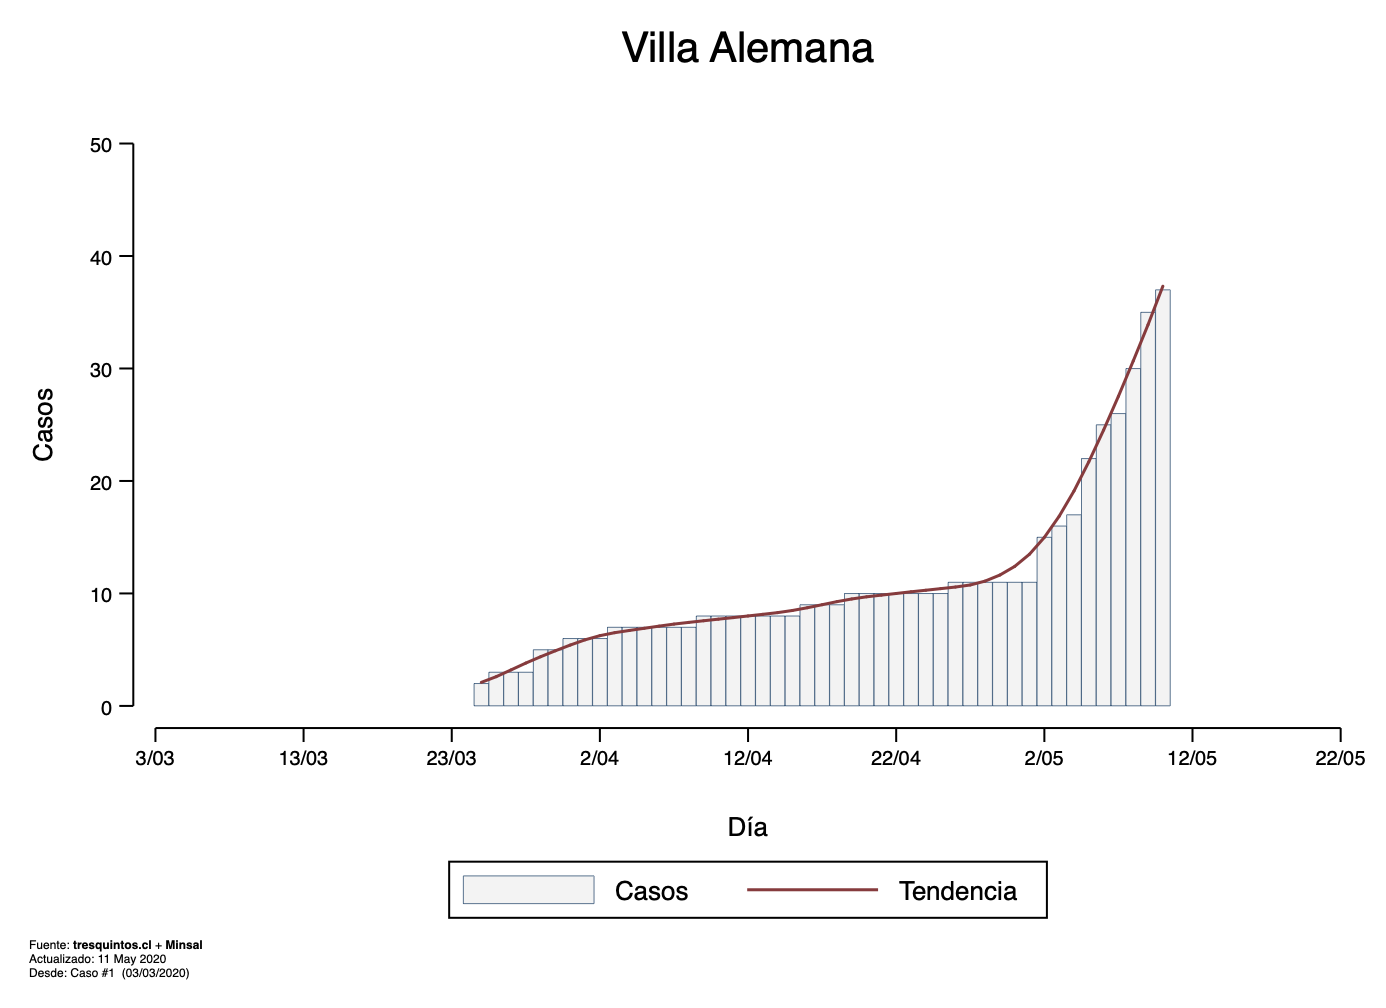 Villa Alemana
50
40
30
20
10
0
Casos
3/03 13/03 23/03 2/04 12/04 22/04 2/05 12/05 22/05
Día
Casos Tendencia
Fuente: tresquintos.cl + Minsal
Actualizado: 11 May 2020
Desde: Caso #1 (03/03/2020)